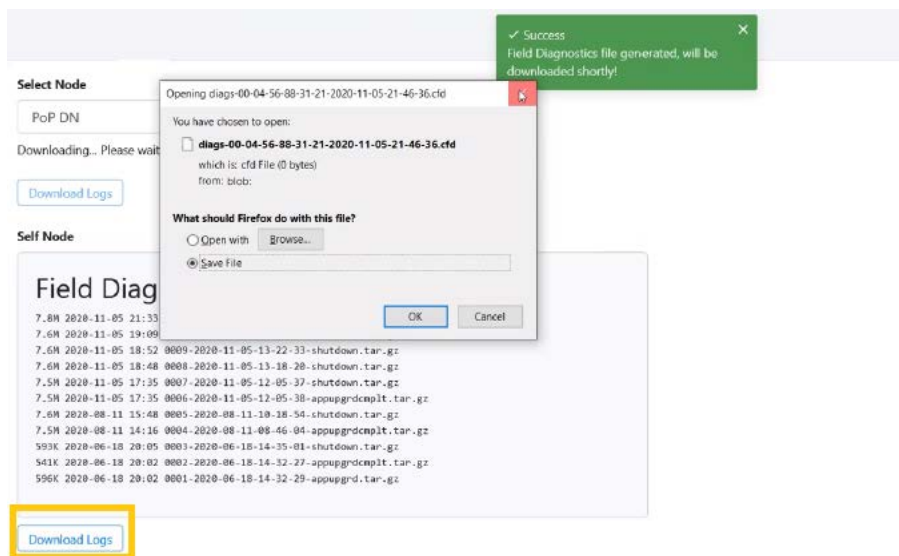 ✓ Success
Field Diagnostics file generated, will be
downloaded shortly!
Select Node
PoP DN
Downloading... Please wait
Download Logs
Self Node
Opening diags-00-04-56-88-31-21-2020-11-05-21-46-36.cfd
You have chosen to open:
diags-00-04-56-88-31-21-2020-11-05-21-46-36.cfd
which is: cfd File (0 bytes)
from: blob:
What should Firefox do with this file?
Open with Browse...
Save File
OK Cancel
Field Diag
7.8M 2020-11-05 21:33
7.6M 2020-11-05 19:09
7.6M 2020-11-05 18:52 0009-2020-11-05-13-22-33-shutdown.tar.gz
7.6M 2020-11-05 18:48 0008-2020-11-05-13-18-20-shutdown.tar.gz
7.5M 2020-11-05 17:35 0007-2020-11-05-12-05-37-shutdown.tar.gz
7.5M 2020-11-05 17:35 0006-2020-11-05-12-05-38-appupgrdcmplt.tar.gz
7.6M 2020-08-11 15:48 0005-2020-08-11-10-18-54-shutdown.tar.gz
7.5M 2020-08-11 14:16 0004-2020-08-11-08-46-04-appupgrdcmplt.tar.gz
593K 2020-06-18 20:05 0003-2020-06-18-14-35-01-shutdown.tar.gz
541K 2020-06-18 20:02 0002-2020-06-18-14-32-27-appupgrdcmplt.tar.gz
596K 2020-06-18 20:02 0001-2020-06-18-14-32-29-appupgrd.tar.gz
Download Logs